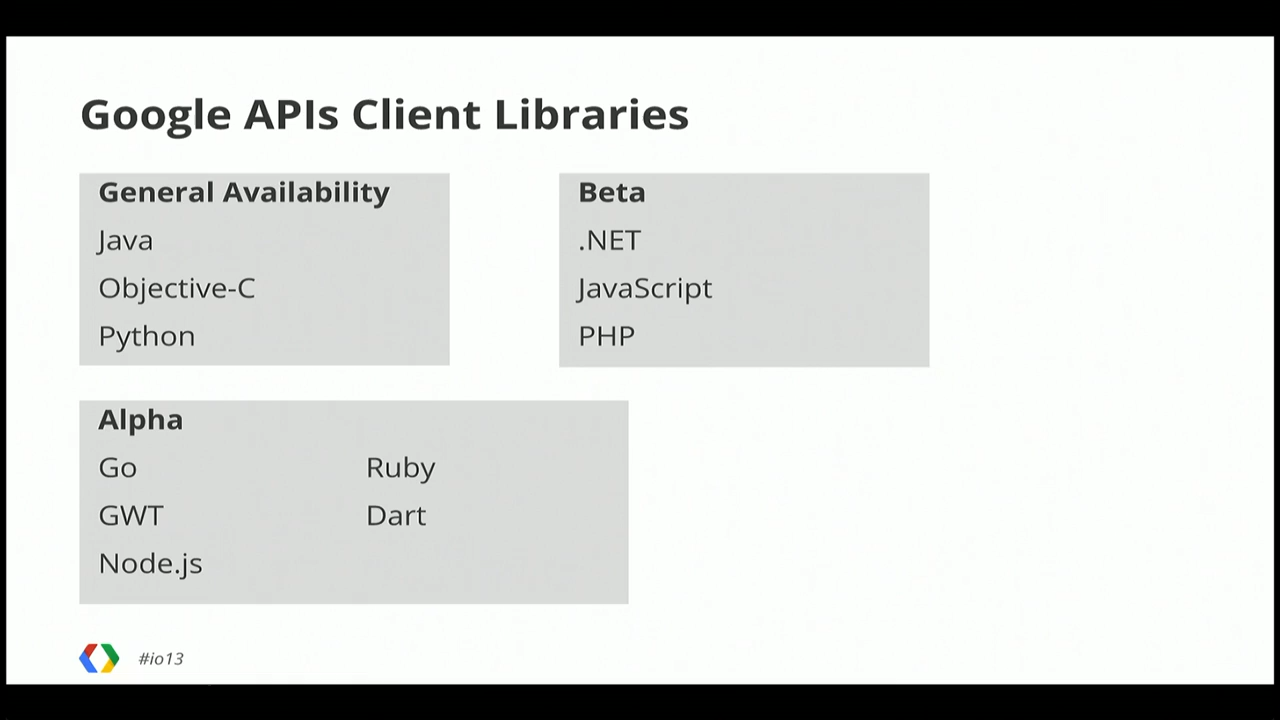 Google APIs Client Libraries
General Availability
Java
Objective-C
Python
Beta
.NET
JavaScript
PHP
Alpha
Go
GWT
Node.js
Ruby
Dart
#io13